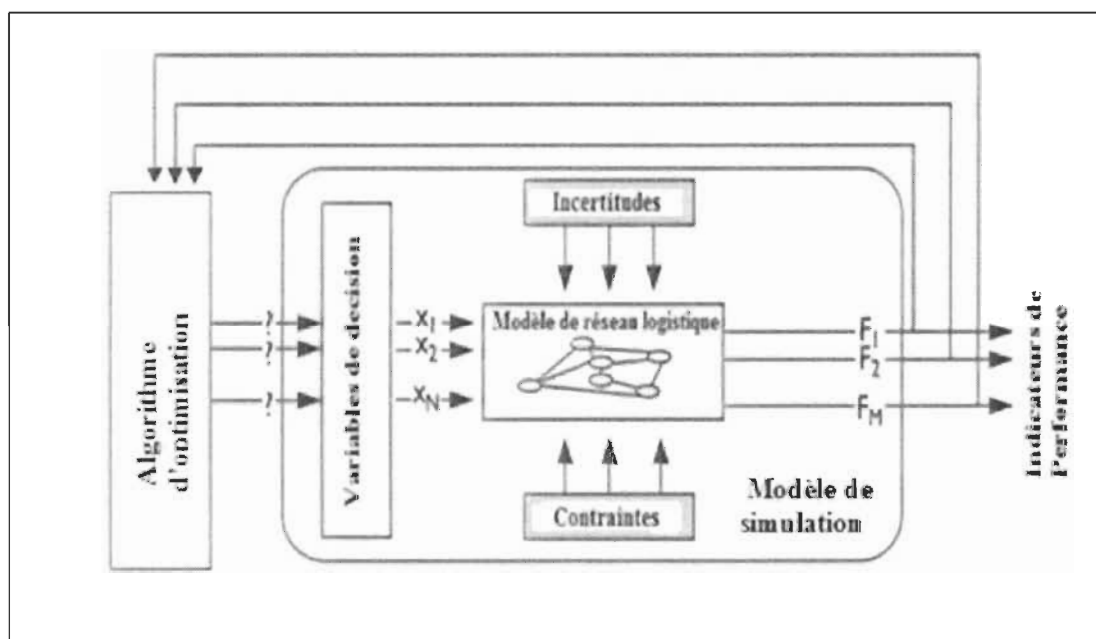 Incertitudes
Algorithme
d'optimisation
?
?
?
Variables de decision
X1
X2
XN
Modèle de réseau logistique
F1
F2
FM
Indicateurs de
Perfermance
Contraintes
Modèle de
simulation